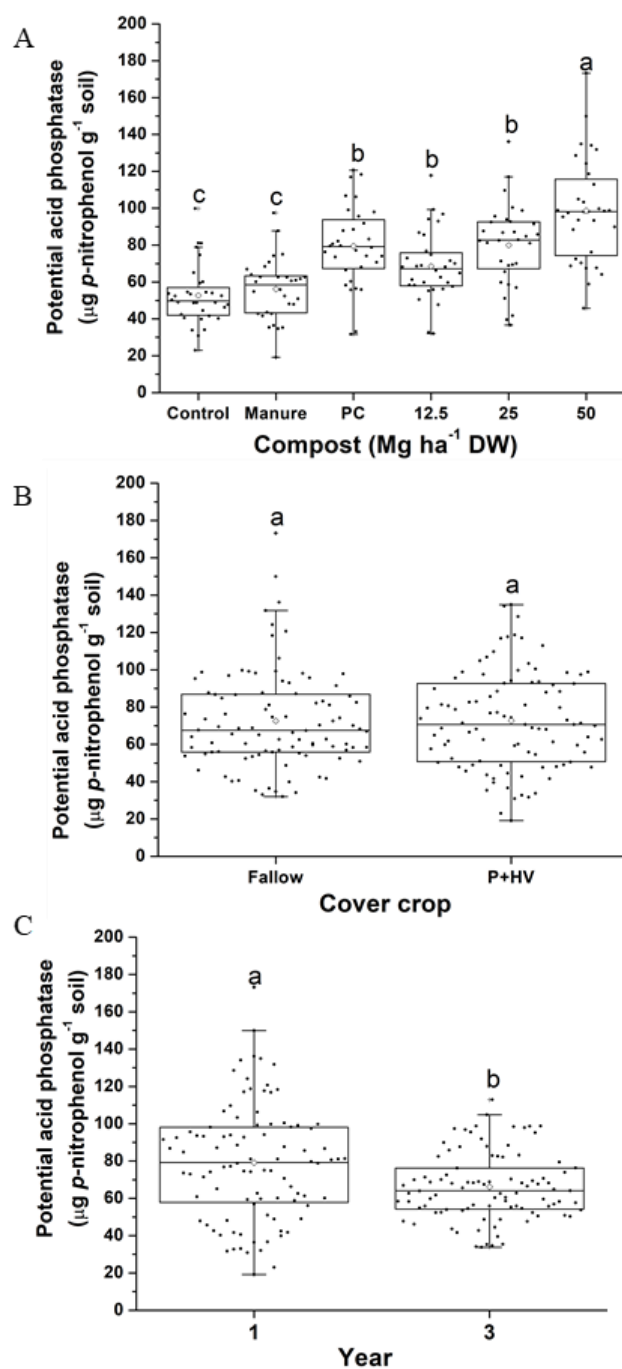 A
Potential acid phosphatase
(µg p-nitrophenol g⁻¹ soil)
200
180
160
140
120
100
80
60
40
20
0
c
c
b
b
b
a
Control Manure PC 12.5 25 50
Compost (Mg ha⁻¹ DW)
B
Potential acid phosphatase
(µg p-nitrophenol g⁻¹ soil)
200
180
160
140
120
100
80
60
40
20
0
a
a
Fallow P+HV
Cover crop
C
Potential acid phosphatase
(µg p-nitrophenol g⁻¹ soil)
200
180
160
140
120
100
80
60
40
20
0
a
b
1 3
Year